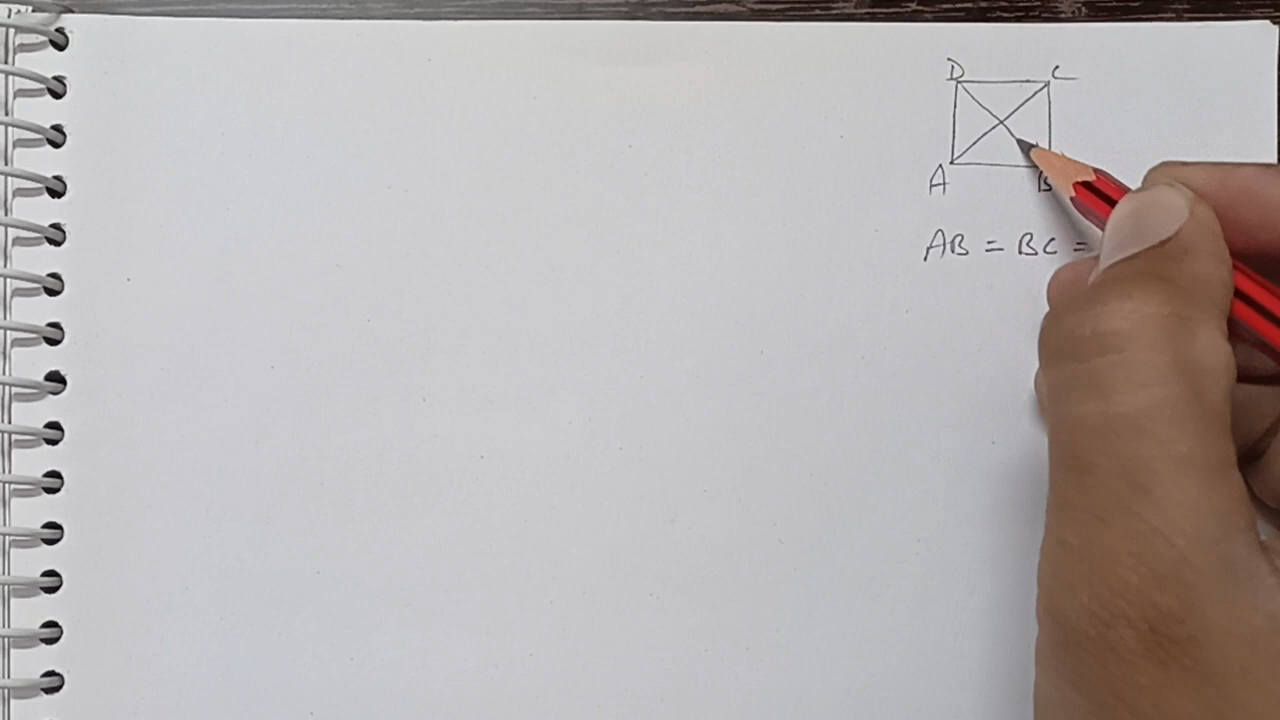 D C
A B
AB = BC =